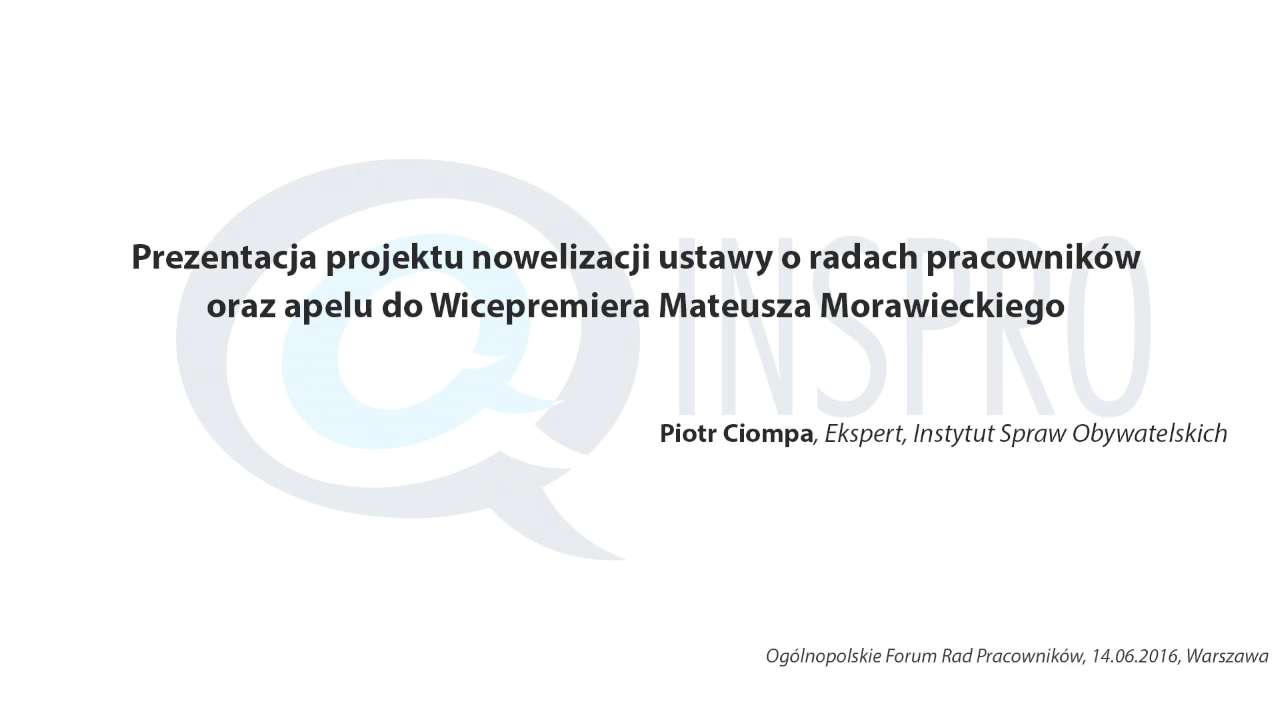 Prezentacja projektu nowelizacji ustawy o radach pracowników
oraz apelu do Wicepremiera Mateusza Morawieckiego
INSPRO
Piotr Ciompa, Ekspert, Instytut Spraw Obywatelskich
Ogólnopolskie Forum Rad Pracowników, 14.06.2016, Warszawa